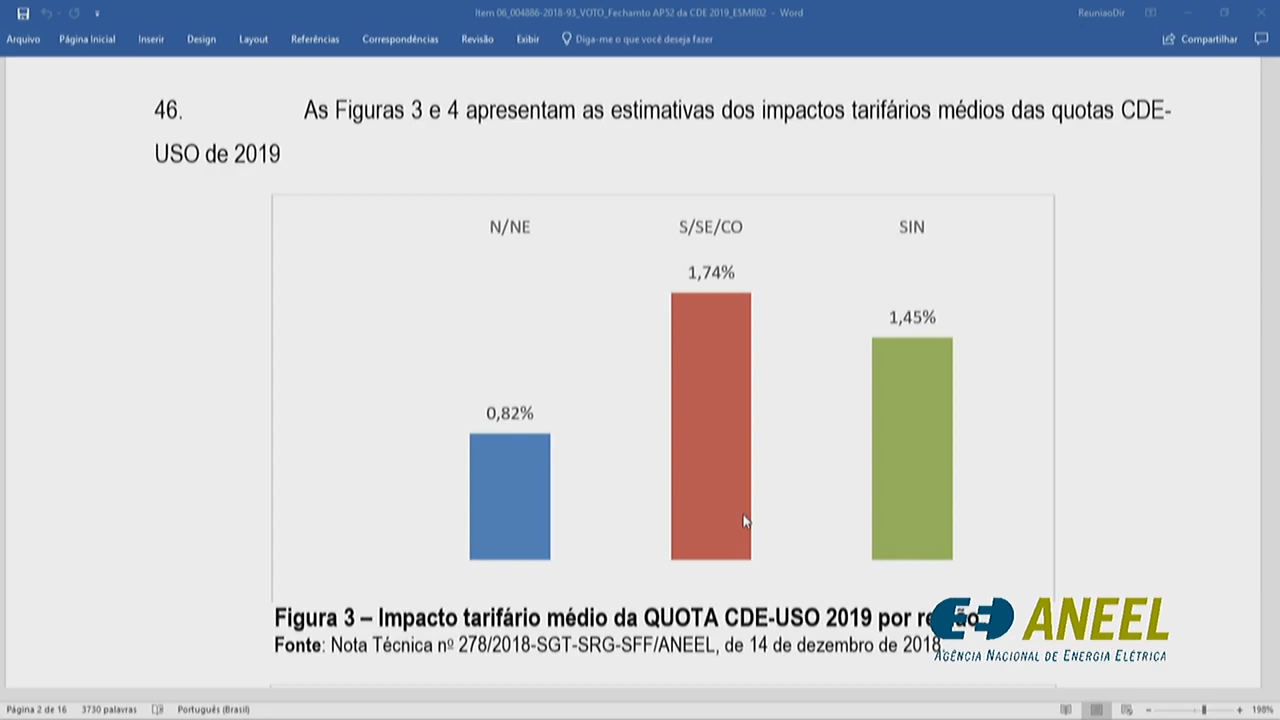 Item 06_004886-2018-93_VOTO_Fechamto AP52 da CDE 2019_ESMR02 - Word
ReuniaoDir
Arquivo Página Inicial Inserir Design Layout Referências Correspondências Revisão Exibir Diga-me o que você deseja fazer Compartilhar
46. As Figuras 3 e 4 apresentam as estimativas dos impactos tarifários médios das quotas CDE-
USO de 2019
N/NE S/SE/CO SIN
1,74%
1,45%
0,82%
Figura 3 – Impacto tarifário médio da QUOTA CDE-USO 2019 por
Fonte: Nota Técnica nº 278/2018-SGT-SRG-SFF/ANEEL, de 14 de dezembro de 2018.
ANEEL
AGÊNCIA NACIONAL DE ENERGIA ELÉTRICA
Página 2 de 16 3730 palavras Português (Brasil) 198%